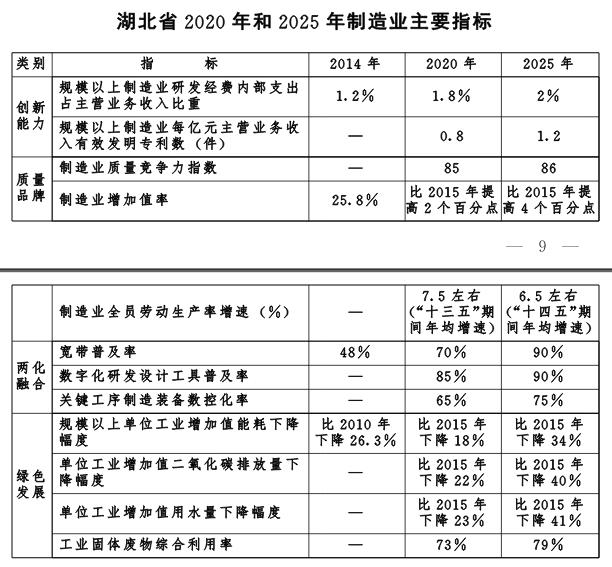 湖北省 2020 年和 2025 年制造业主要指标
类别 指 标 2014 年 2020 年 2025 年
创新
能力
规模以上制造业研发经费内部支出
占主营业务收入比重
1.2% 1.8% 2%
规模以上制造业每亿元主营业务收
入有效发明专利数（件）
— 0.8 1.2
质量
品牌
制造业质量竞争力指数 — 85 86
制造业增加值率 25.8%
比 2015 年提
高 2 个百分点
比 2015 年提
高 4 个百分点
— 9 —
制造业全员劳动生产率增速（%） —
7.5 左右
(“十三五”期
间年均增速)
6.5 左右
(“十四五”期
间年均增速)
两化
融合
宽带普及率 48% 70% 90%
数字化研发设计工具普及率 — 85% 90%
关键工序制造装备数控化率 — 65% 75%
绿色
发展
规模以上单位工业增加值能耗下降
幅度
比 2010 年
下降 26.3%
比 2015 年
下降 18%
比 2015 年
下降 34%
单位工业增加值二氧化碳排放量下
降幅度
—
比 2015 年
下降 22%
比 2015 年
下降 40%
单位工业增加值用水量下降幅度 —
比 2015 年
下降 23%
比 2015 年
下降 41%
工业固体废物综合利用率 — 73% 79%